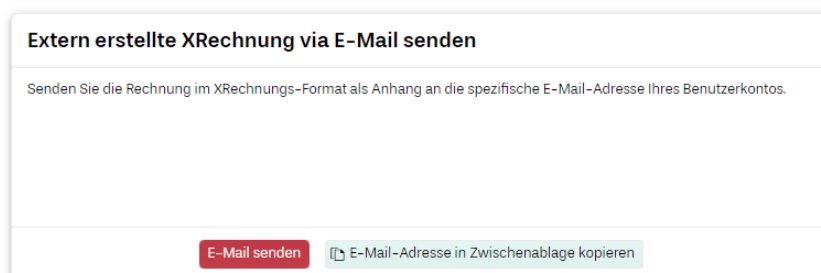 Extern erstellte XRechnung via E-Mail senden
Senden Sie die Rechnung im XRechnungs-Format als Anhang an die spezifische E-Mail-Adresse Ihres Benutzerkontos.
E-Mail senden
E-Mail-Adresse in Zwischenablage kopieren